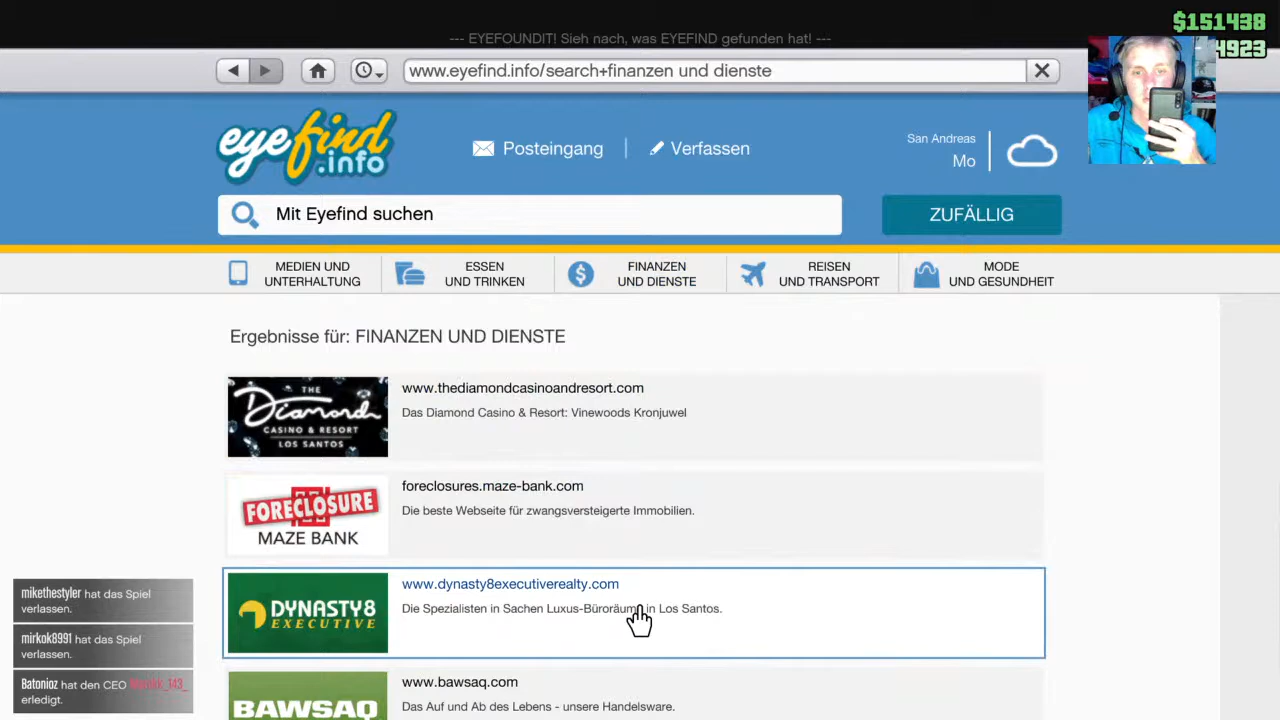 $151438
4923
--- EYEFOUNDIT! Sieh nach, was EYEFIND gefunden hat! ---
www.eyefind.info/search+finanzen und dienste
eyefind
.info
Posteingang
Verfassen
San Andreas
Mo
Mit Eyefind suchen
ZUFÄLLIG
MEDIEN UND
UNTERHALTUNG
ESSEN
UND TRINKEN
FINANZEN
UND DIENSTE
REISEN
UND TRANSPORT
MODE
UND GESUNDHEIT
Ergebnisse für: FINANZEN UND DIENSTE
THE
Diamond
CASINO & RESORT
LOS SANTOS
www.thediamondcasinoandresort.com
Das Diamond Casino & Resort: Vinewoods Kronjuwel
FORECLOSURE
MAZE BANK
foreclosures.maze-bank.com
Die beste Webseite für zwangsversteigerte Immobilien.
DYNASTY8
EXECUTIVE
www.dynasty8executiverealty.com
Die Spezialisten in Sachen Luxus-Büroräum in Los Santos.
BAWSAQ
www.bawsaq.com
Das Auf und Ab des Lebens - unsere Handelsware.
mikethestyler hat das Spiel
verlassen.
mirkok8991 hat das Spiel
verlassen.
Batonioz hat den CEO
erledigt.